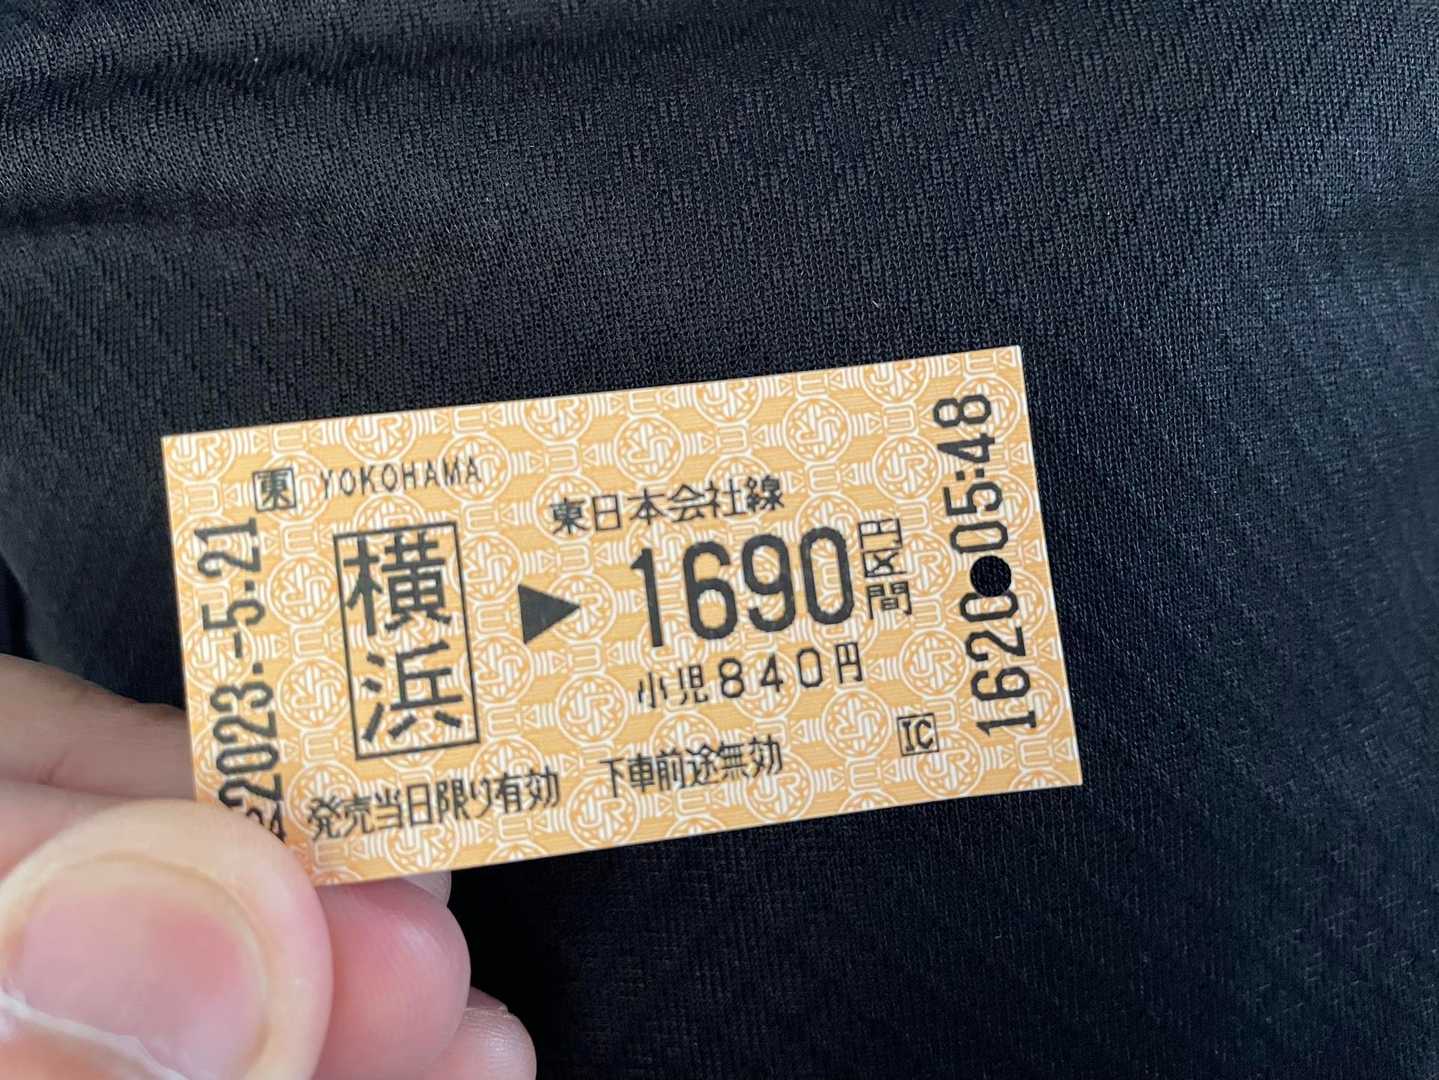 東 YOKOHAMA
横浜
東日本会社線
▶ 1690円区間
小児840円
IC
発売当日限り有効 下車前途無効
2023.-5.21
1620●05:48